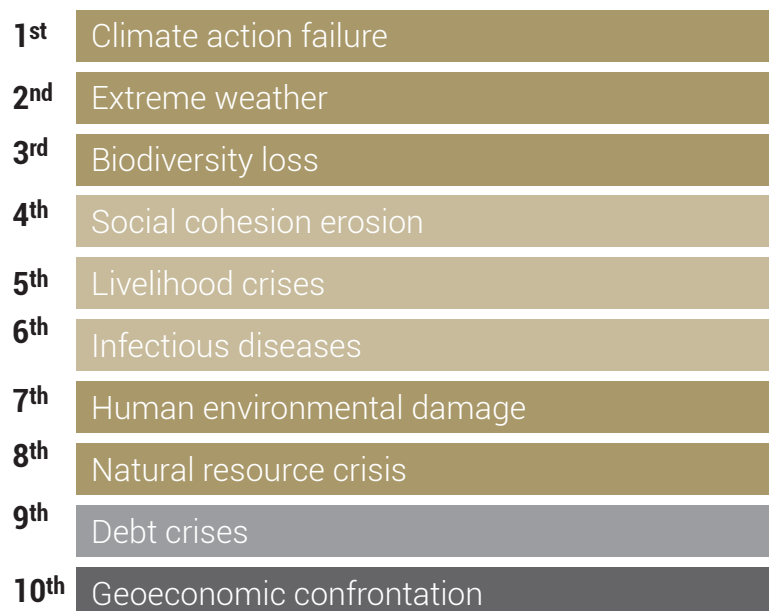 1st Climate action failure
2nd Extreme weather
3rd Biodiversity loss
4th Social cohesion erosion
5th Livelihood crises
6th Infectious diseases
7th Human environmental damage
8th Natural resource crisis
9th Debt crises
10th Geoeconomic confrontation